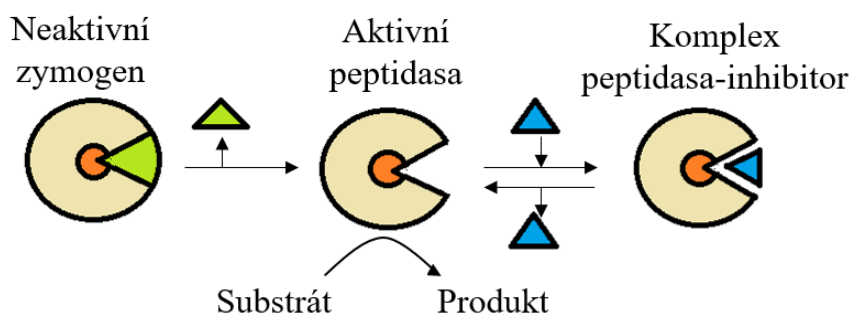 Neaktivní
zymogen
Aktivní
peptidasa
Komplex
peptidasa-inhibitor
Substrát
Produkt